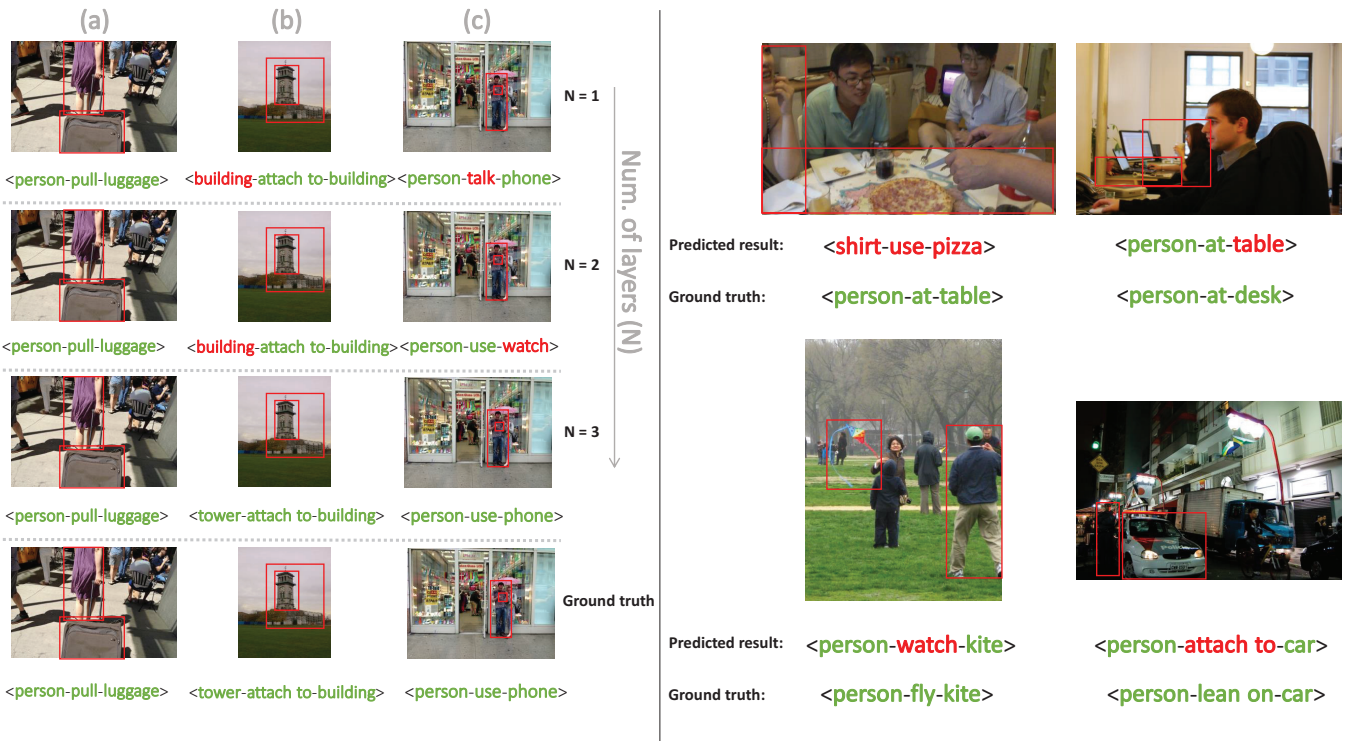 (a) (b) (c)
N = 1
<person-pull-luggage> <building-attach to-building> <person-talk-phone>
N = 2
<person-pull-luggage> <building-attach to-building> <person-use-watch>
N = 3
<person-pull-luggage> <tower-attach to-building> <person-use-phone>
Ground truth
<person-pull-luggage> <tower-attach to-building> <person-use-phone>
Num. of layers (N)
Predicted result: <shirt-use-pizza> <person-at-table>
Ground truth: <person-at-table> <person-at-desk>
Predicted result: <person-watch-kite> <person-attach to-car>
Ground truth: <person-fly-kite> <person-lean on-car>